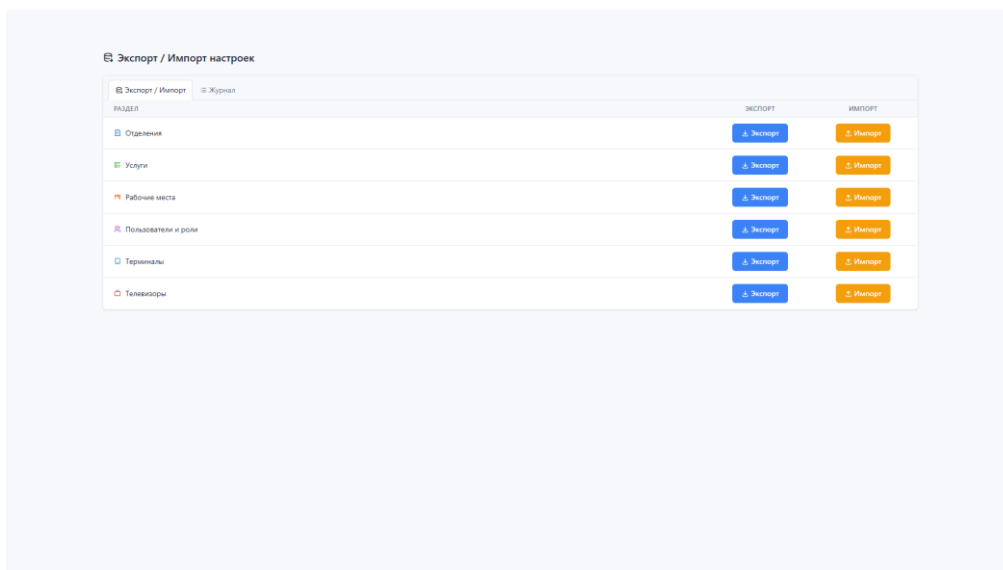 Экспорт / Импорт настроек
Экспорт / Импорт Журнал
РАЗДЕЛ ЭКСПОРТ ИМПОРТ
Отделения Экспорт Импорт
Услуги Экспорт Импорт
Рабочие места Экспорт Импорт
Пользователи и роли Экспорт Импорт
Терминалы Экспорт Импорт
Телевизоры Экспорт Импорт